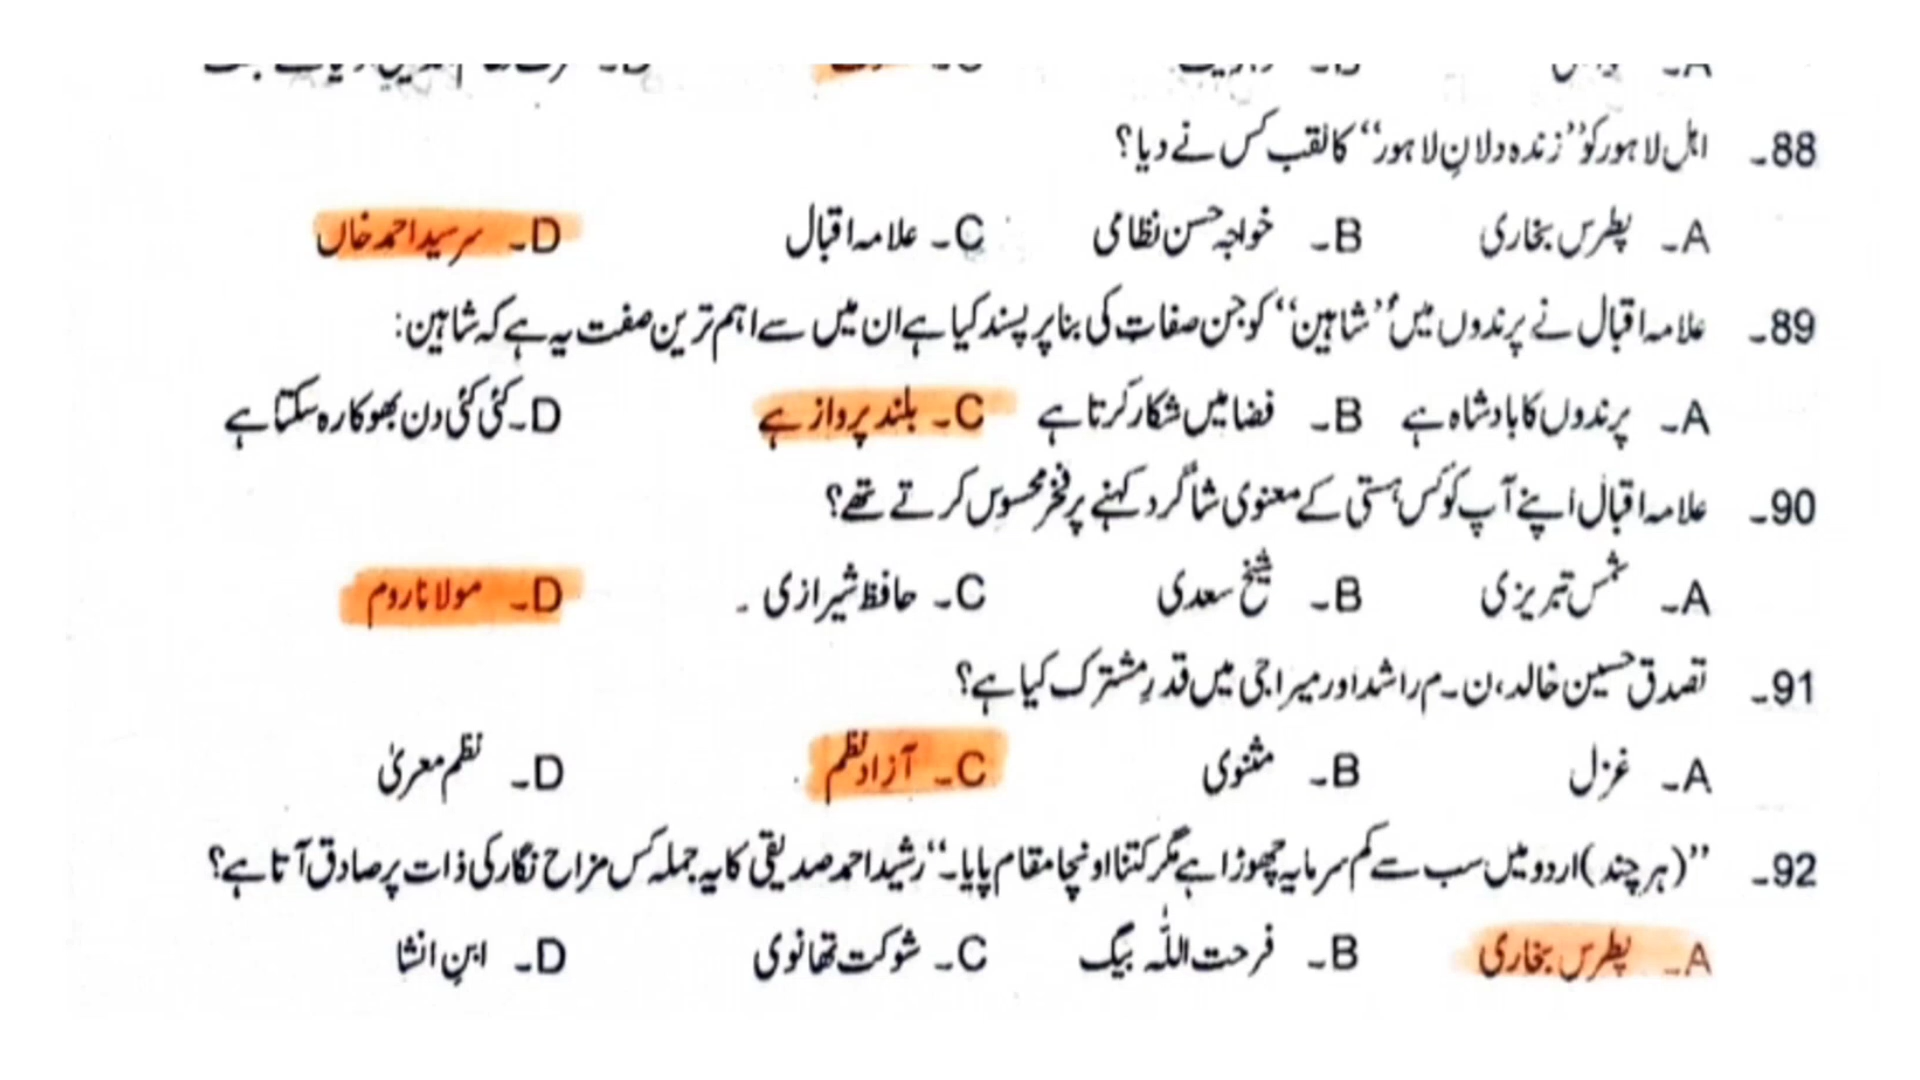 88۔ اہل لاہور کو ’’زندہ دلانِ لاہور‘‘ کا لقب کس نے دیا؟
A۔ پطرس بخاری B۔ خواجہ حسن نظامی C۔ علامہ اقبال D۔ سرسید احمد خاں
89۔ علامہ اقبال نے پرندوں میں ’’شاہین‘‘ کو جن صفات کی بنا پر پسند کیا ہے ان میں سے اہم ترین صفت یہ ہے کہ شاہین:
A۔ پرندوں کا بادشاہ ہے B۔ فضا میں شکار کرتا ہے C۔ بلند پرواز ہے D۔ کئی کئی دن بھوکا رہ سکتا ہے
90۔ علامہ اقبال اپنے آپ کو کس ہستی کے معنوی شاگرد کہنے پر فخر محسوس کرتے تھے؟
A۔ شمس تبریزی B۔ شیخ سعدی C۔ حافظ شیرازی ۔ D۔ مولانا روم
91۔ تصدق حسین خالد، ن۔م راشد اور میرا جی میں قدرِ مشترک کیا ہے؟
A۔ غزل B۔ مثنوی C۔ آزاد نظم D۔ نظم معریٰ
92۔ ’’(ہر چند) اردو میں سب سے کم سرمایہ چھوڑا ہے مگر کتنا اونچا مقام پایا۔‘‘ رشید احمد صدیقی کا یہ جملہ کس مزاح نگار کی ذات پر صادق آتا ہے؟
A۔ پطرس بخاری B۔ فرحت اللہ بیگ C۔ شوکت تھانوی D۔ ابنِ انشا